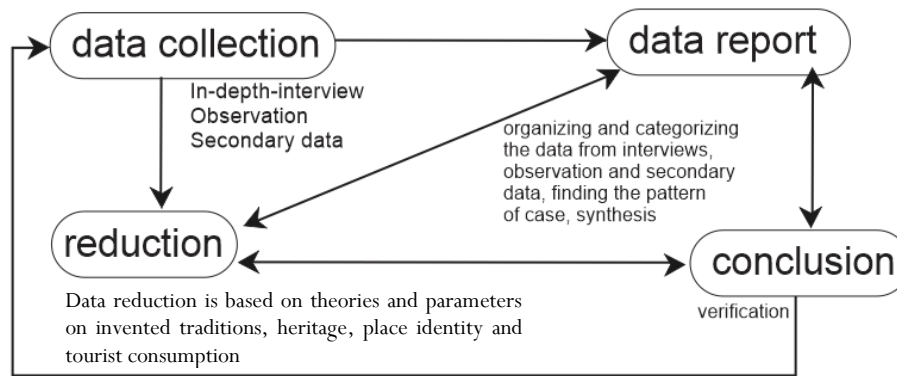 data collection
data report
In-depth-interview
Observation
Secondary data
organizing and categorizing
the data from interviews,
observation and secondary
data, finding the pattern
of case, synthesis
reduction
conclusion
Data reduction is based on theories and parameters
on invented traditions, heritage, place identity and
tourist consumption
verification